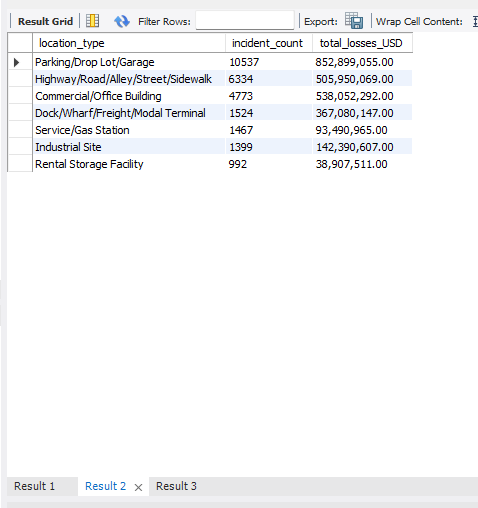 Result Grid Filter Rows: Export: Wrap Cell Content:
location_type incident_count total_losses_USD
Parking/Drop Lot/Garage 10537 852,899,055.00
Highway/Road/Alley/Street/Sidewalk 6334 505,950,069.00
Commercial/Office Building 4773 538,052,292.00
Dock/Wharf/Freight/Modal Terminal 1524 367,080,147.00
Service/Gas Station 1467 93,490,965.00
Industrial Site 1399 142,390,607.00
Rental Storage Facility 992 38,907,511.00
Result 1 Result 2 Result 3